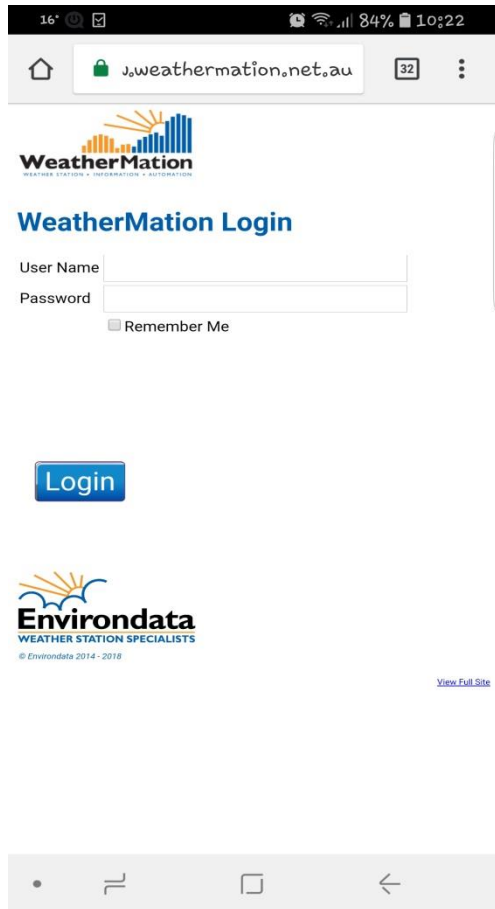 16° 84% 10:22
.weathermation.net.au 32
WeatherMation
WEATHER STATION • INFORMATION • AUTOMATION
WeatherMation Login
User Name
Password
Remember Me
Login
Environdata
WEATHER STATION SPECIALISTS
© Environdata 2014 - 2018
View Full Site